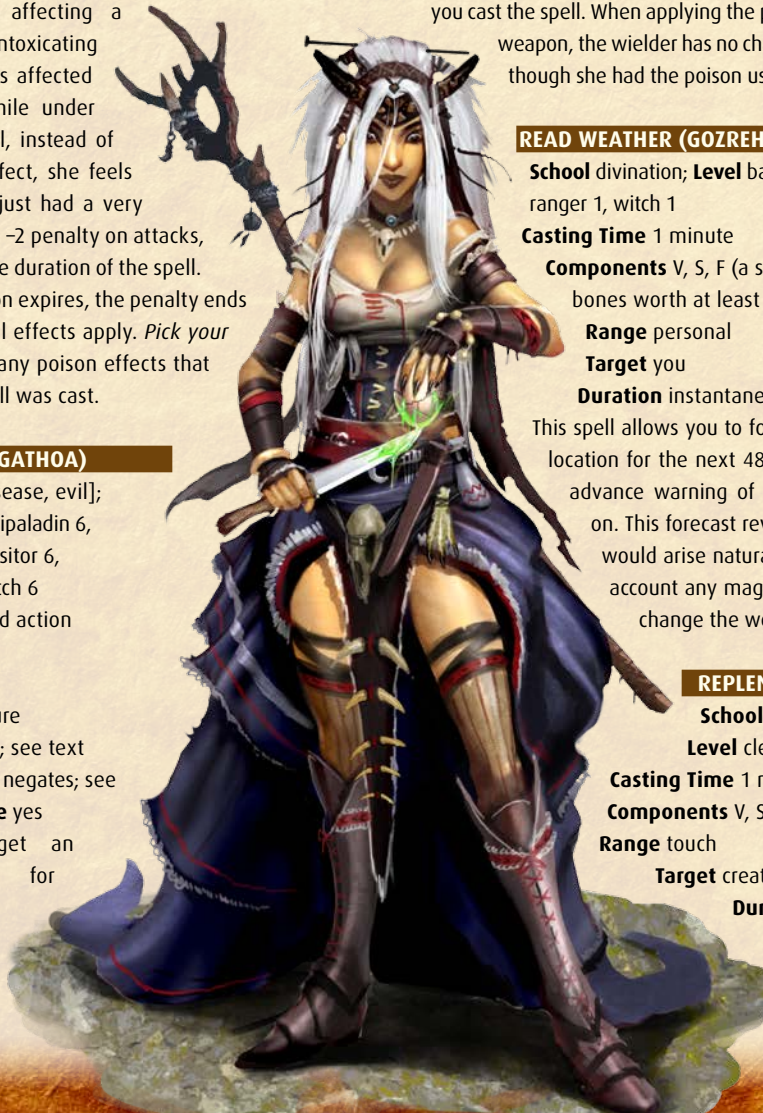 affecting a
ntoxicating
s affected
hile under
l, instead of
fect, she feels
just had a very
–2 penalty on attacks,
e duration of the spell.
on expires, the penalty ends
l effects apply. Pick your
any poison effects that
ll was cast.
GATHOA)
sease, evil];
ipaladin 6,
sitor 6,
tch 6
d action
ure
; see text
negates; see
e yes
get an
for
you cast the spell. When applying the p
weapon, the wielder has no ch
though she had the poison us
READ WEATHER (GOZREH
School divination; Level ba
ranger 1, witch 1
Casting Time 1 minute
Components V, S, F (a s
bones worth at least
Range personal
Target you
Duration instantane
This spell allows you to fo
location for the next 48
advance warning of
on. This forecast rev
would arise natura
account any mag
change the we
REPLEN
School
Level cle
Casting Time 1 r
Components V, S
Range touch
Target creat
Dur